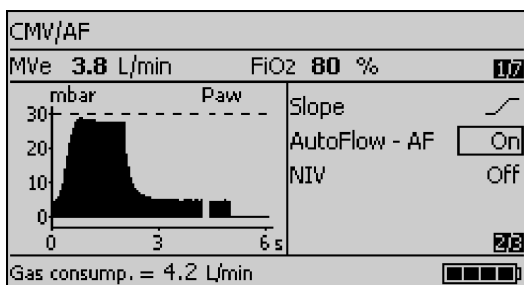 CMV/AF
MVe 3.8 L/min FiO2 80 % 1/7
mbar Paw
30
20
10
0
0 3 6 s
Slope
AutoFlow - AF On
NIV Off
2/3
Gas consump. = 4.2 L/min